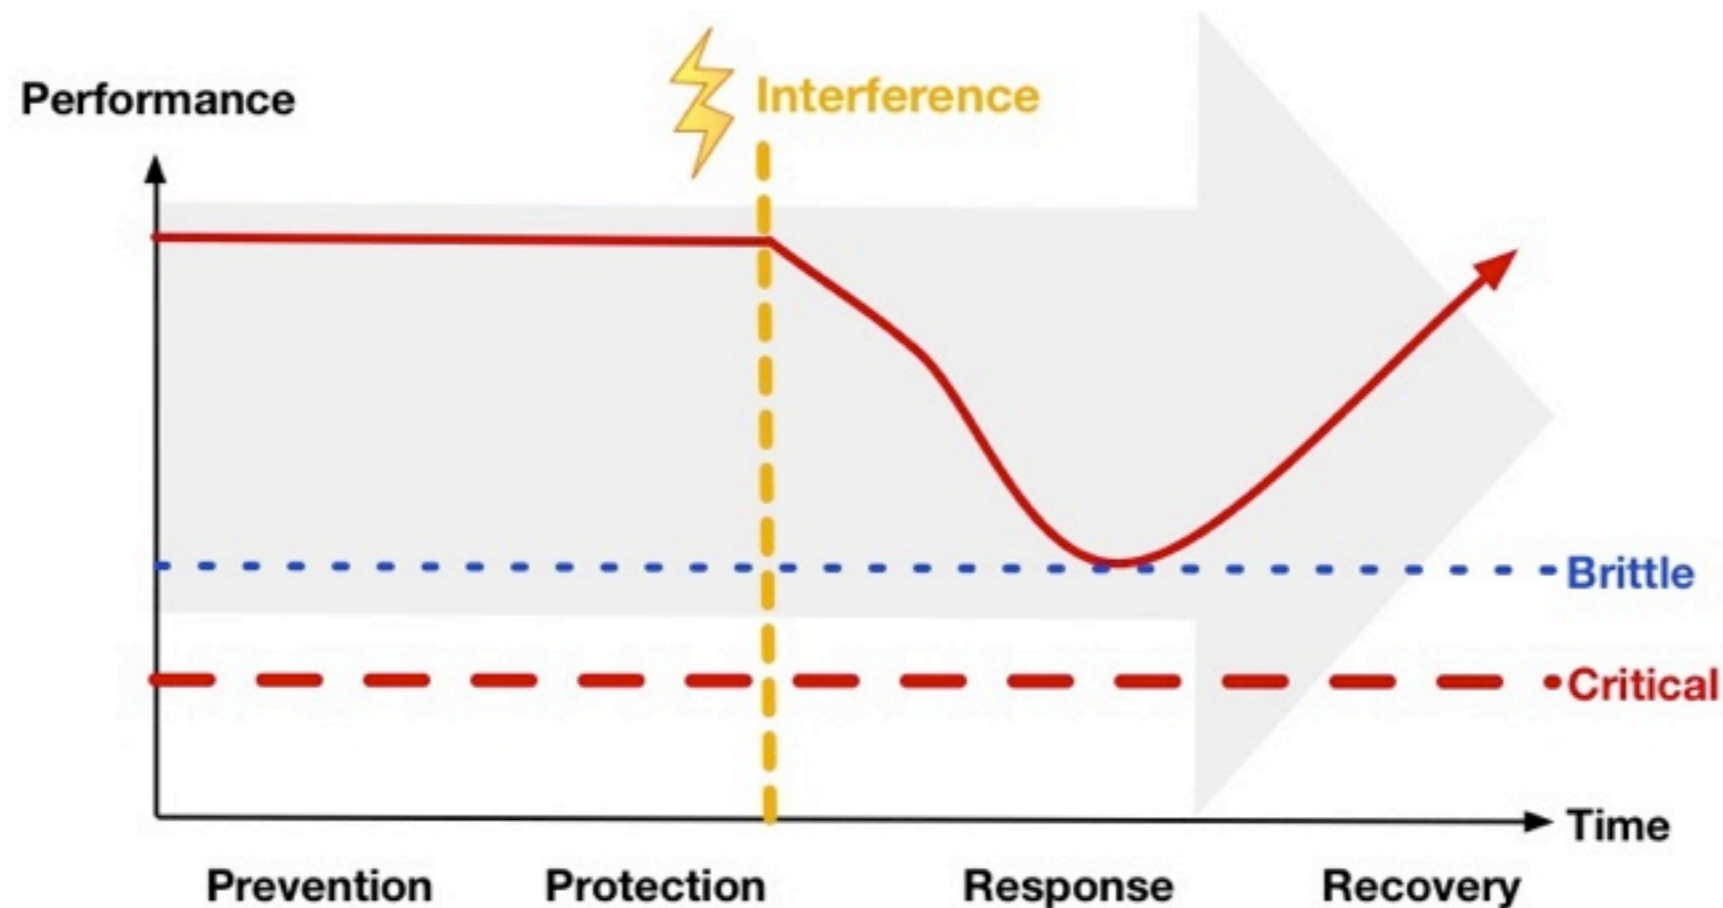 Performance
Interference
Brittle
Critical
Time
Prevention Protection Response Recovery